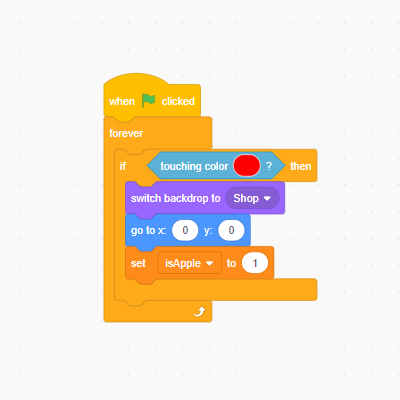 when clicked
forever
if touching color ? then
switch backdrop to Shop
go to x: 0 y: 0
set isApple to 1